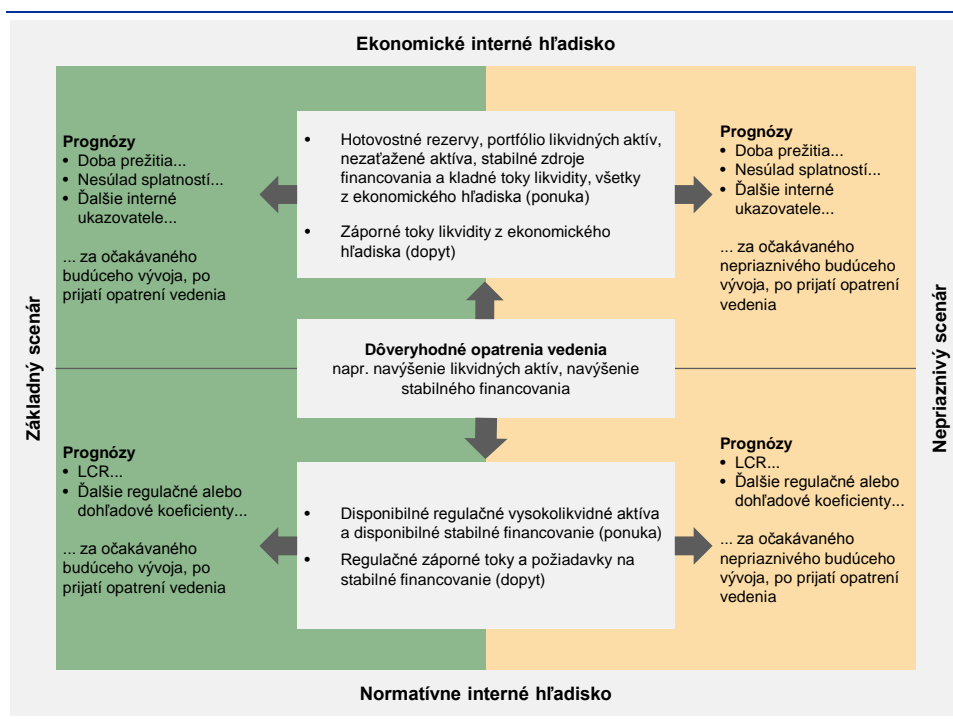 Ekonomické interné hľadisko
Základný scenár
Prognózy
• Doba prežitia...
• Nesúlad splatností...
• Ďalšie interné
ukazovatele...
... za očakávaného
budúceho vývoja, po
prijatí opatrení vedenia
• Hotovostné rezervy, portfólio likvidných aktív,
nezaťažené aktíva, stabilné zdroje
financovania a kladné toky likvidity, všetky
z ekonomického hľadiska (ponuka)
• Záporné toky likvidity z ekonomického
hľadiska (dopyt)
Prognózy
• Doba prežitia...
• Nesúlad splatností...
• Ďalšie interné
ukazovatele...
... za očakávaného
nepriaznivého budúceho
vývoja, po prijatí opatrení
vedenia
Nepriaznivý scenár
Dôveryhodné opatrenia vedenia
napr. navýšenie likvidných aktív, navýšenie
stabilného financovania
Prognózy
• LCR...
• Ďalšie regulačné alebo
dohľadové koeficienty...
... za očakávaného
budúceho vývoja, po
prijatí opatrení vedenia
• Disponibilné regulačné vysokolikvidné aktíva
a disponibilné stabilné financovanie (ponuka)
• Regulačné záporné toky a požiadavky na
stabilné financovanie (dopyt)
Prognózy
• LCR...
• Ďalšie regulačné alebo
dohľadové koeficienty...
... za očakávaného
nepriaznivého budúceho
vývoja, po prijatí opatrení
vedenia
Normatívne interné hľadisko